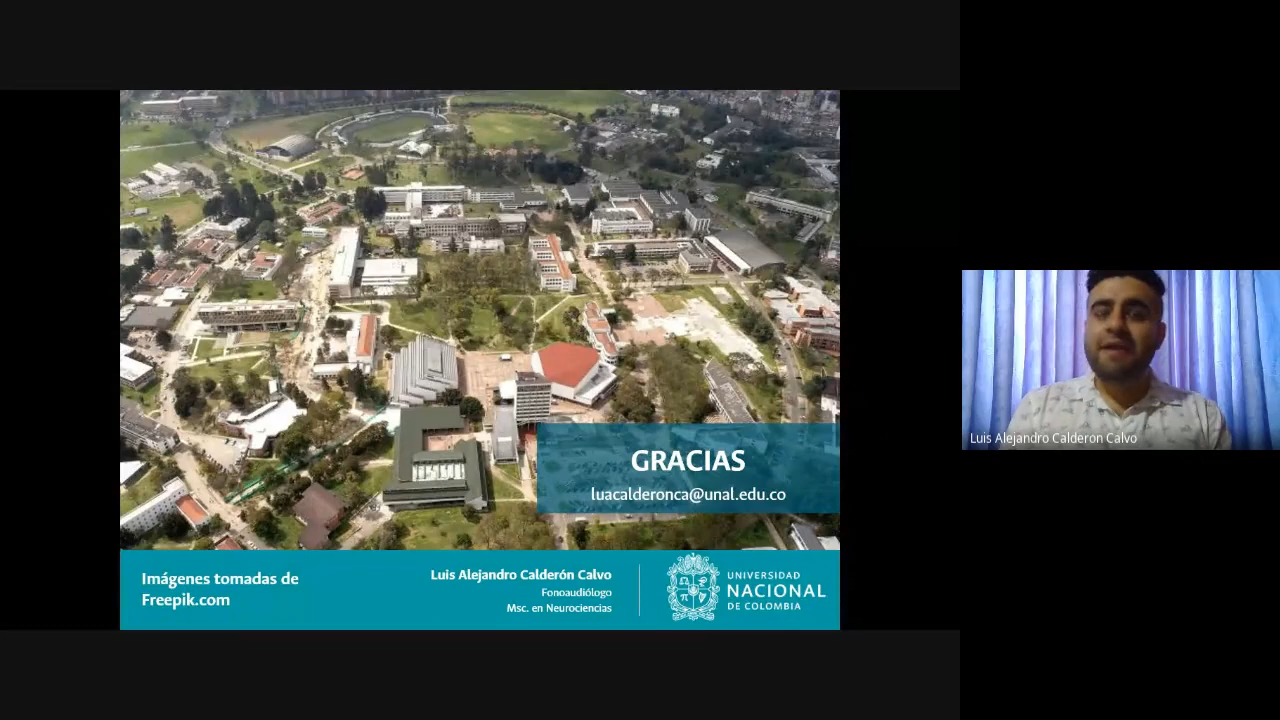 GRACIAS
luacalderonca@unal.edu.co
Imágenes tomadas de
Freepik.com
Luis Alejandro Calderón Calvo
Fonoaudiólogo
Msc. en Neurociencias
UNIVERSIDAD
NACIONAL
DE COLOMBIA
Luis Alejandro Calderon Calvo